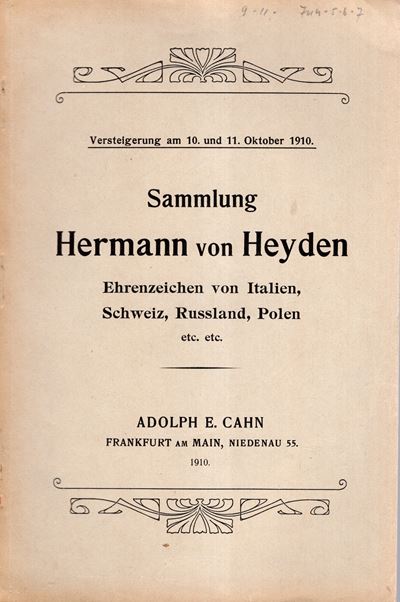 Versteigerung am 10. und 11. Oktober 1910.
Sammlung
Hermann von Heyden
Ehrenzeichen von Italien,
Schweiz, Russland, Polen
etc. etc.
ADOLPH E. CAHN
FRANKFURT AM MAIN, NIEDENAU 55.
1910.